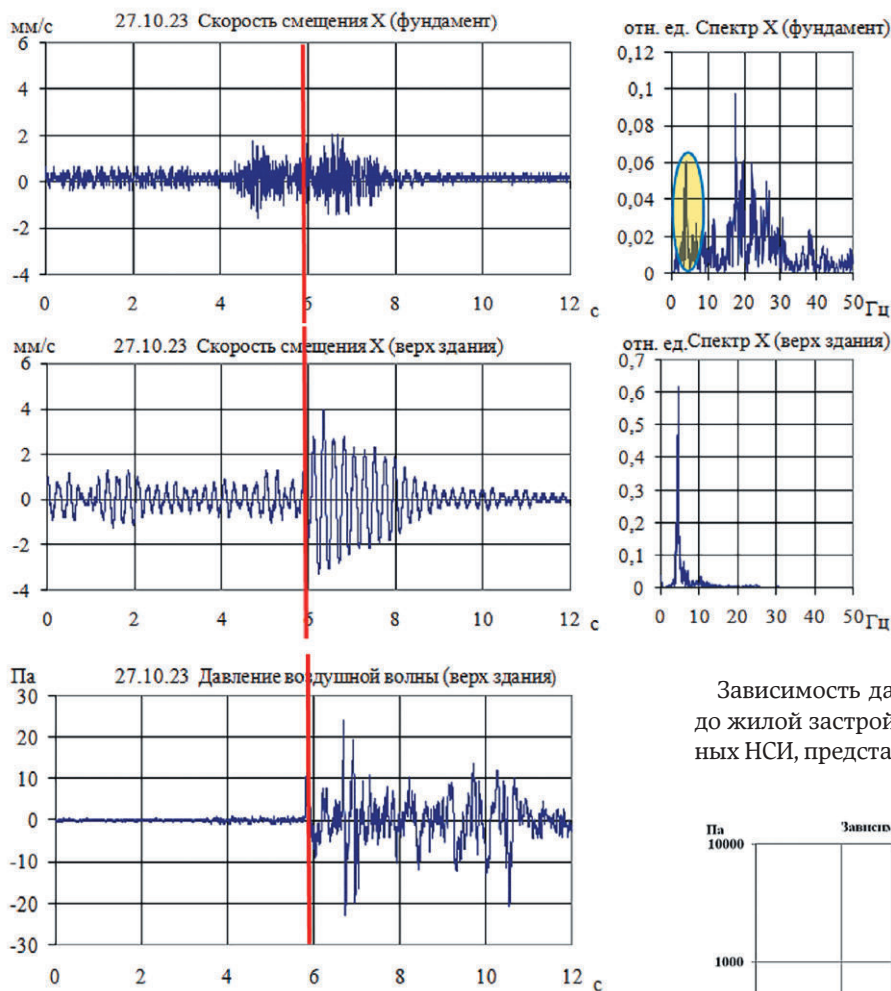 мм/с 27.10.23 Скорость смещения X (фундамент)
6
4
2
0
-2
-4
0 2 4 6 8 10 12 с
отн. ед. Спектр X (фундамент)
0,12
0,1
0,08
0,06
0,04
0,02
0
0 10 20 30 40 50 Гц
мм/с 27.10.23 Скорость смещения X (верх здания)
6
4
2
0
-2
-4
0 2 4 6 8 10 12 с
отн. ед. Спектр X (верх здания)
0,7
0,6
0,5
0,4
0,3
0,2
0,1
0
0 10 20 30 40 50 Гц
Па 27.10.23 Давление воздушной волны (верх здания)
30
20
10
0
-10
-20
-30
0 2 4 6 8 10 12 с
Зависимость да
до жилой застрой
ных НСИ, предста
Па Зависим
10000
1000